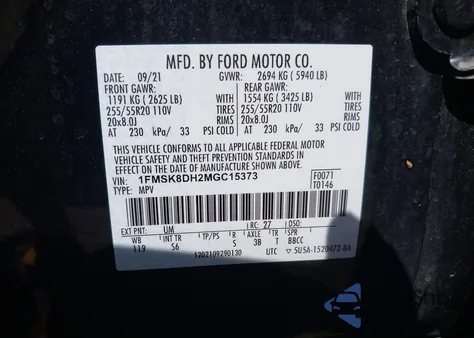 MFD. BY FORD MOTOR CO.
DATE: 09/21 GVWR: 2694 KG ( 5940 LB)
FRONT GAWR: REAR GAWR:
1191 KG ( 2625 LB) WITH 1554 KG ( 3425 LB) WITH
255/55R20 110V TIRES 255/55R20 110V TIRES
20x8.0J RIMS 20x8.0J RIMS
AT 230 kPa/ 33 PSI COLD AT 230 kPa/ 33 PSI COLD
THIS VEHICLE CONFORMS TO ALL APPLICABLE FEDERAL MOTOR
VEHICLE SAFETY BUMPER, AND THEFT PREVENTION STANDARDS IN
EFFECT ON THE DATE OF MANUFACTURE SHOWN ABOVE.
VIN: 1FMSK8DH2MGC15373 F0071
TYPE: MPV T0146
EXT PNT: UM RC: 27 DSO:
WB INT TR TP/PS R AXLE TR SPR
119 S6 S 3B T BBCC
1202109290130 UTC ▽ 5U5A-1520472-AA